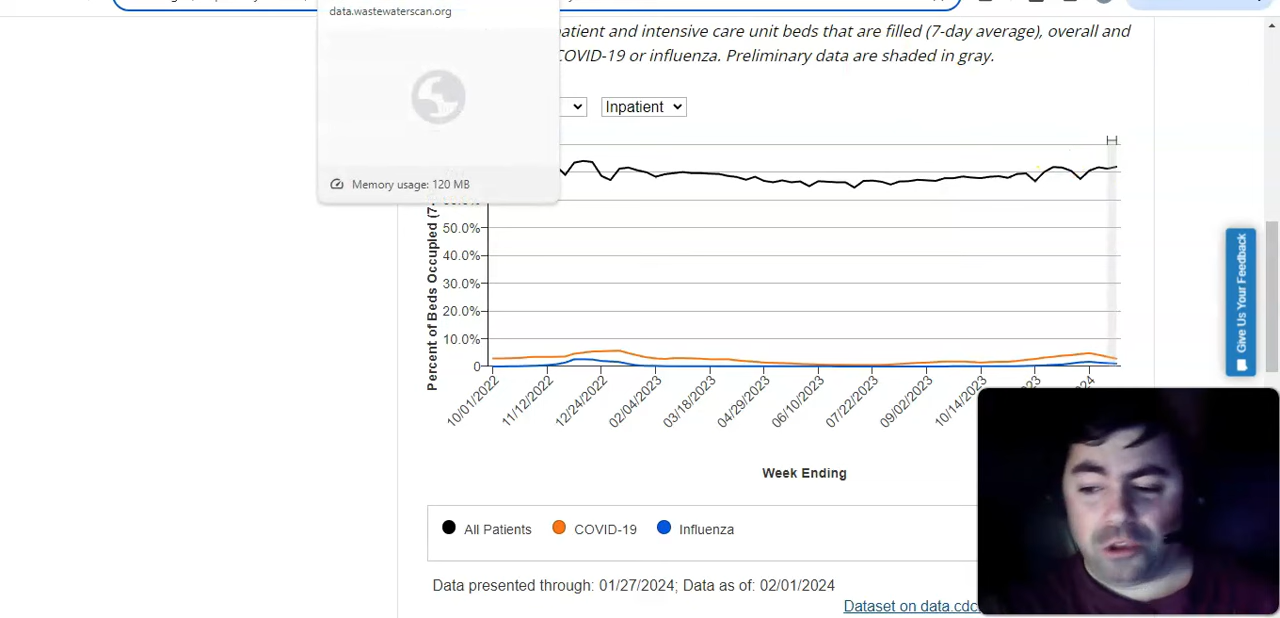 data.wastewaterscan.org
patient and intensive care unit beds that are filled (7-day average), overall and
COVID-19 or influenza. Preliminary data are shaded in gray.
Inpatient
Memory usage: 120 MB
Percent of Beds Occupied (7
50.0%
40.0%
30.0%
20.0%
10.0%
0
10/01/2022
11/12/2022
12/24/2022
02/04/2023
03/18/2023
04/29/2023
06/10/2023
07/22/2023
09/02/2023
10/14/2023
Week Ending
All Patients COVID-19 Influenza
Data presented through: 01/27/2024; Data as of: 02/01/2024
Dataset on data.cdc
Give Us Your Feedback